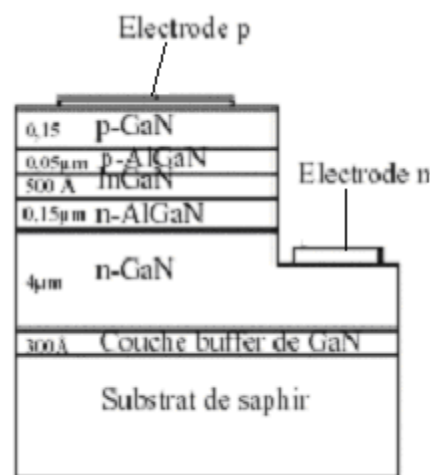 Electrode p
0,15 p-GaN
0,05µm p-AlGaN
500 Å InGaN
Electrode n
0.15µm n-AlGaN
n-GaN
4µm
300Å Couche buffer de GaN
Substrat de saphir